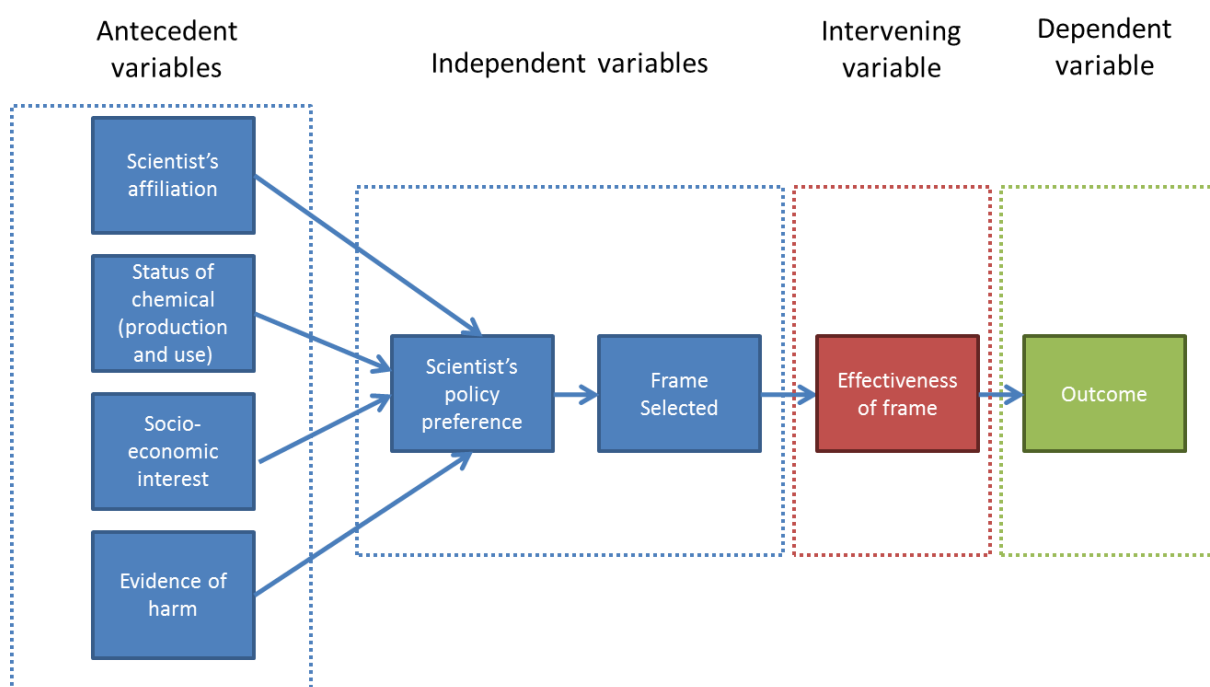 Antecedent
variables
Independent variables
Intervening
variable
Dependent
variable
Scientist's
affiliation
Status of
chemical
(production
and use)
Socio-
economic
interest
Evidence of
harm
Scientist's
policy
preference
Frame
Selected
Effectiveness
of frame
Outcome